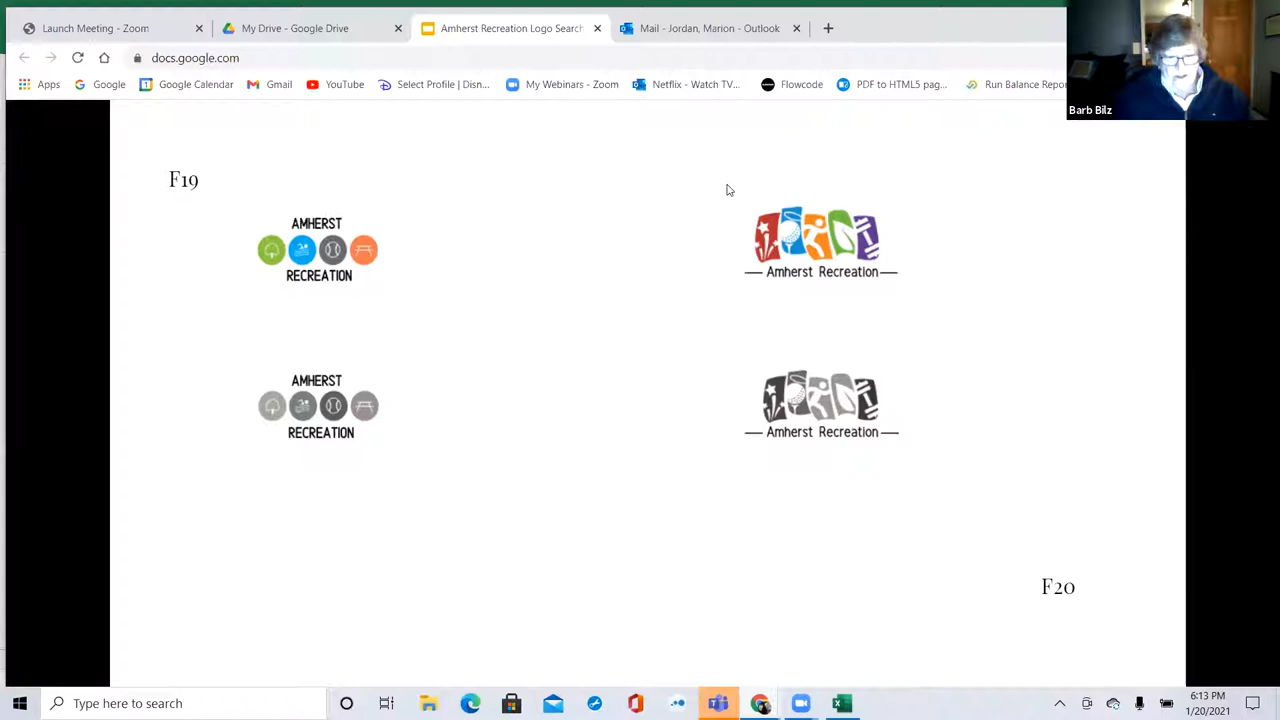 Launch Meeting - Zoom
My Drive - Google Drive
Amherst Recreation Logo Search
Mail - Jordan, Marion - Outlook
docs.google.com
Apps
Google
Google Calendar
Gmail
YouTube
Select Profile | Disn...
My Webinars - Zoom
Netflix - Watch TV...
Flowcode
PDF to HTML5 pag...
Run Balance Repor
Barb Bilz
F19
AMHERST
RECREATION
Amherst Recreation
AMHERST
RECREATION
Amherst Recreation
F20
Type here to search
6:13 PM
1/20/2021